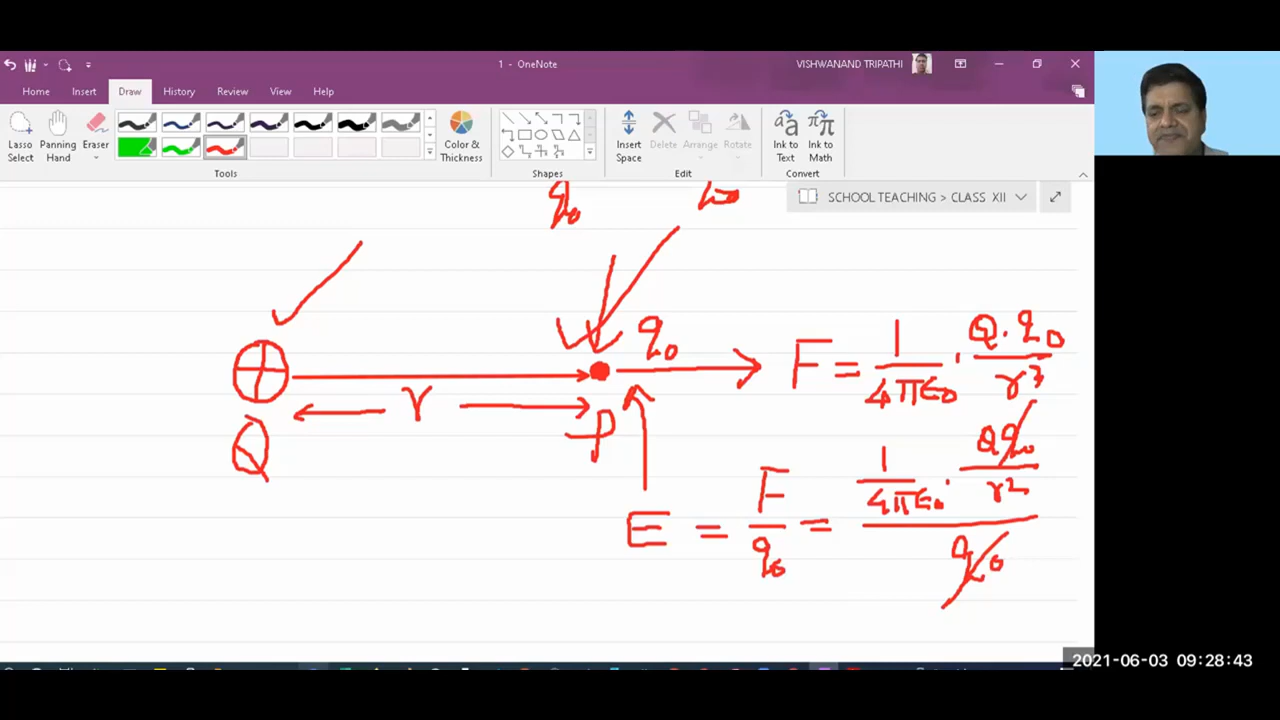 1 - OneNote
VISHWANAND TRIPATHI
Home Insert Draw History Review View Help
Lasso Select
Panning Hand
Eraser
Color & Thickness
Insert Space
Delete
Arrange
Rotate
Ink to Text
Ink to Math
Tools
Shapes
Edit
Convert
SCHOOL TEACHING > CLASS XII
q₀
q₀
F = 1/4πε₀ · Q·q₀/r²
r
P
Q
E = F/q₀ = 1/4πε₀ · Qq₀/r² / q₀
2021-06-03 09:28:43